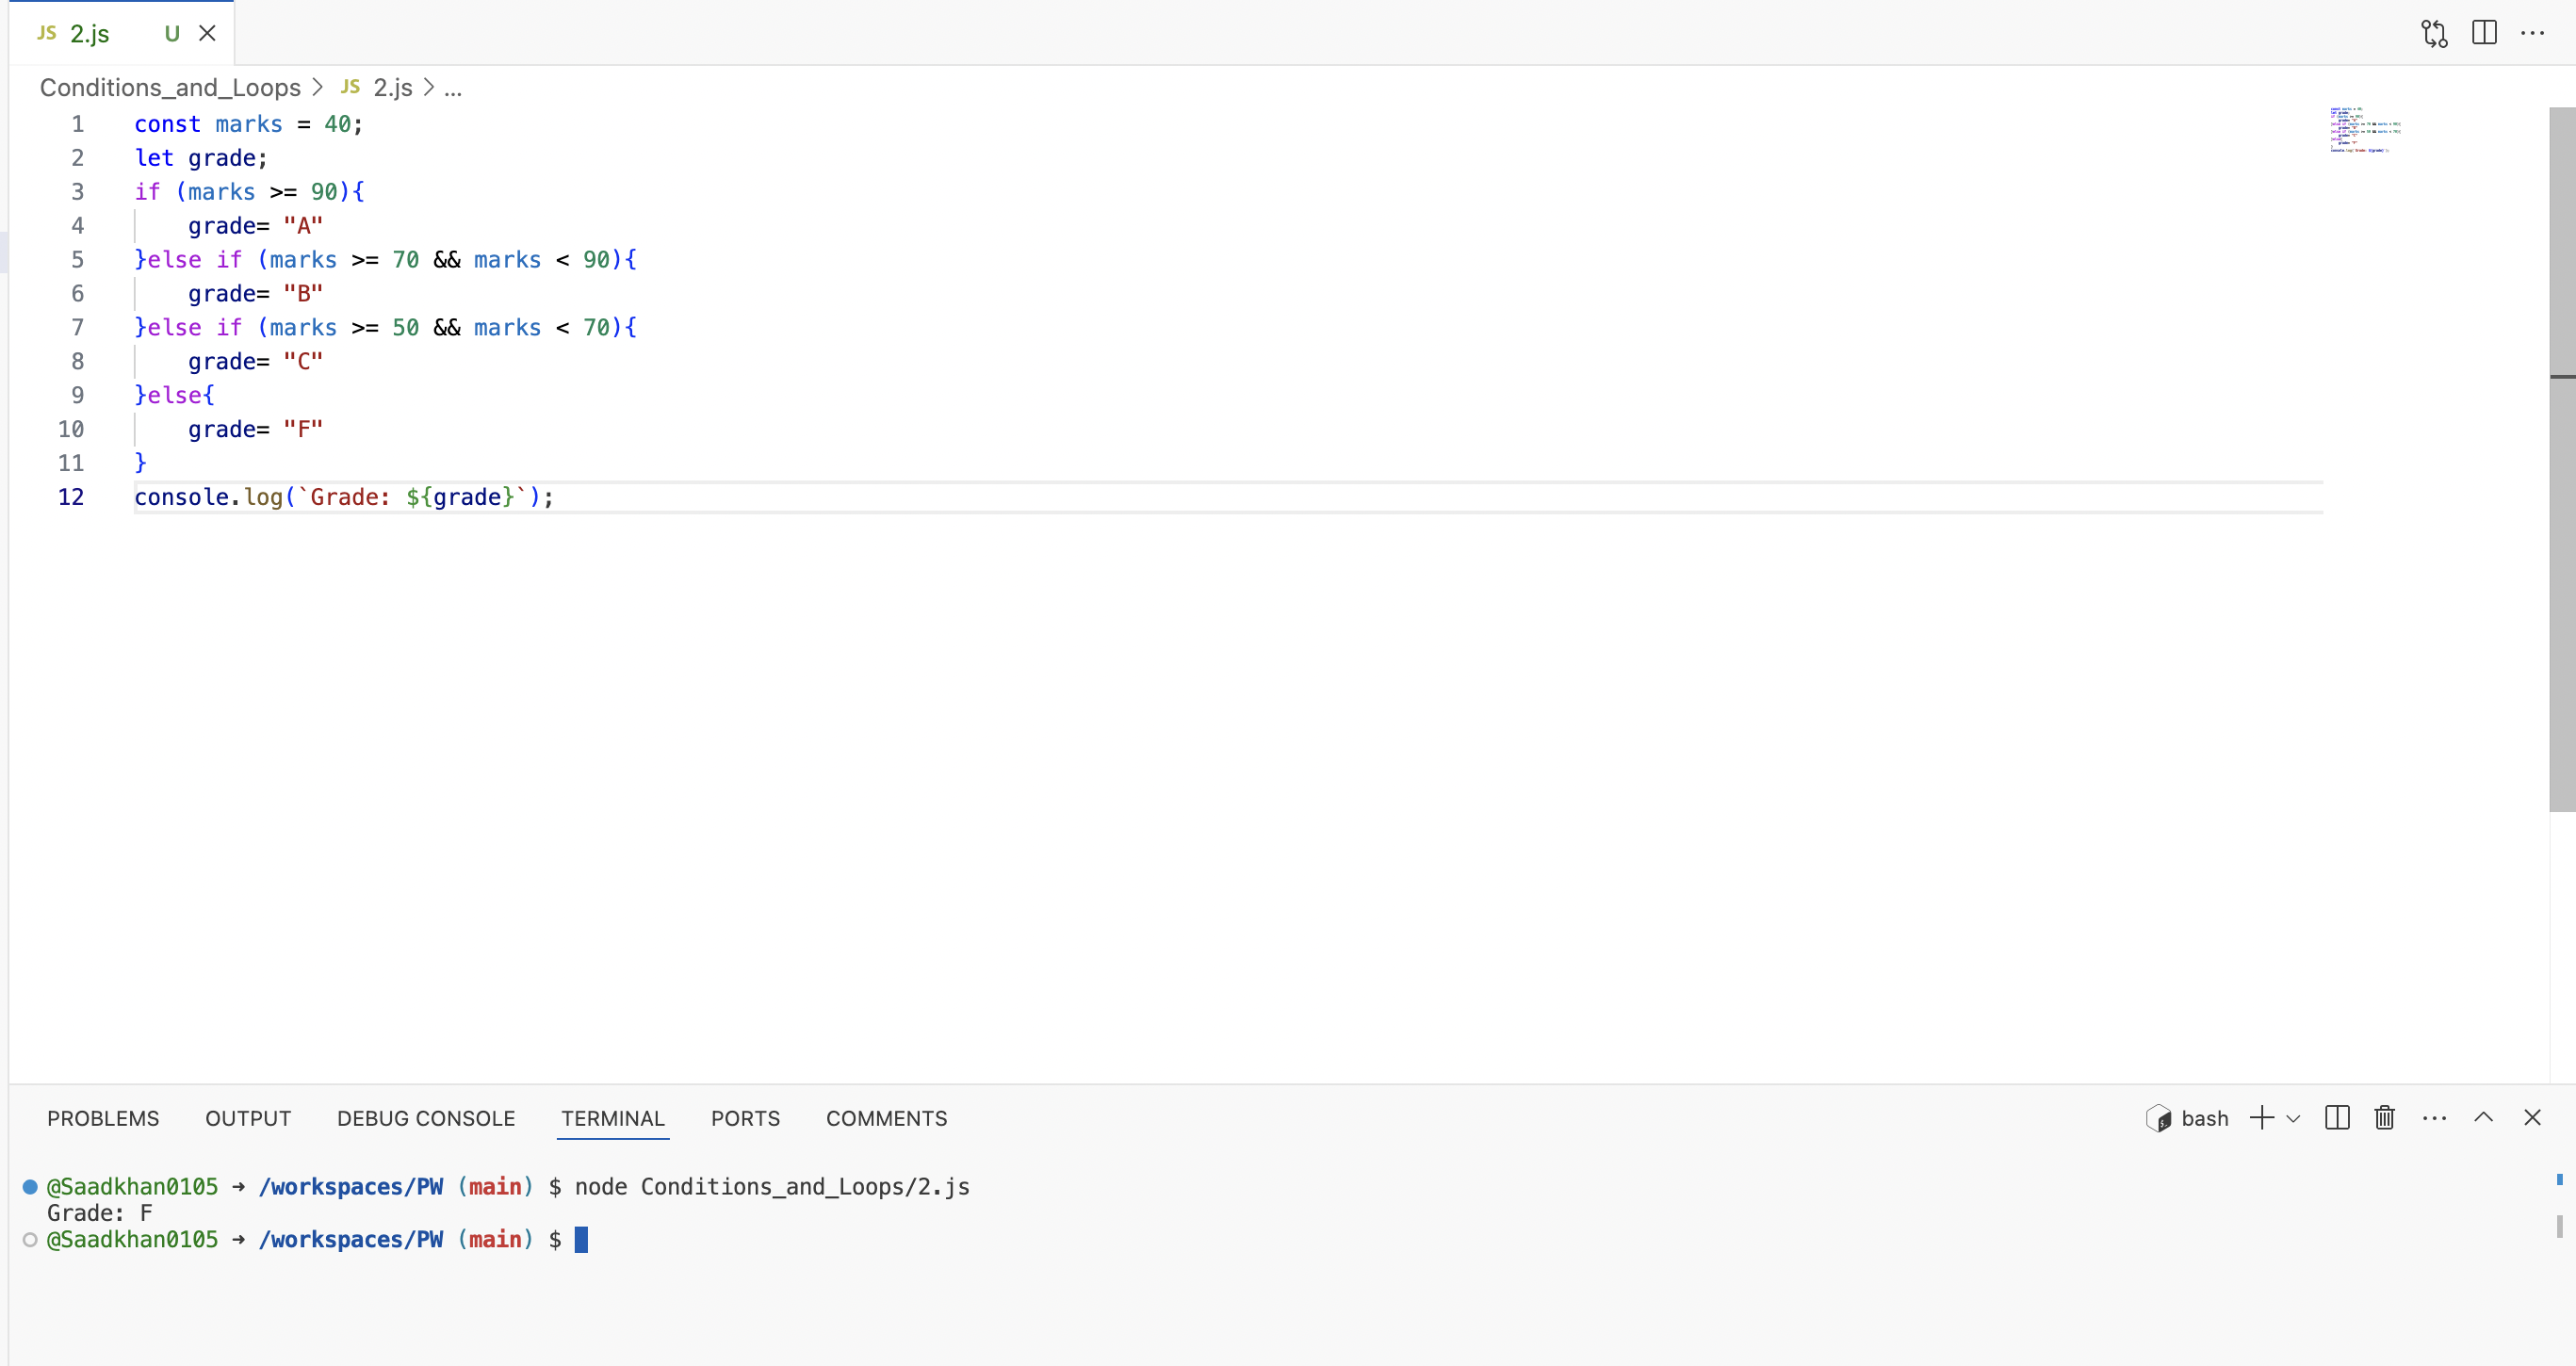 JS 2.js U
Conditions_and_Loops > JS 2.js > ...
1 const marks = 40;
2 let grade;
3 if (marks >= 90){
4     grade= "A"
5 }else if (marks >= 70 && marks < 90){
6     grade= "B"
7 }else if (marks >= 50 && marks < 70){
8     grade= "C"
9 }else{
10     grade= "F"
11 }
12 console.log(`Grade: ${grade}`);
PROBLEMS OUTPUT DEBUG CONSOLE TERMINAL PORTS COMMENTS bash
@Saadkhan0105 → /workspaces/PW (main) $ node Conditions_and_Loops/2.js
Grade: F
@Saadkhan0105 → /workspaces/PW (main) $